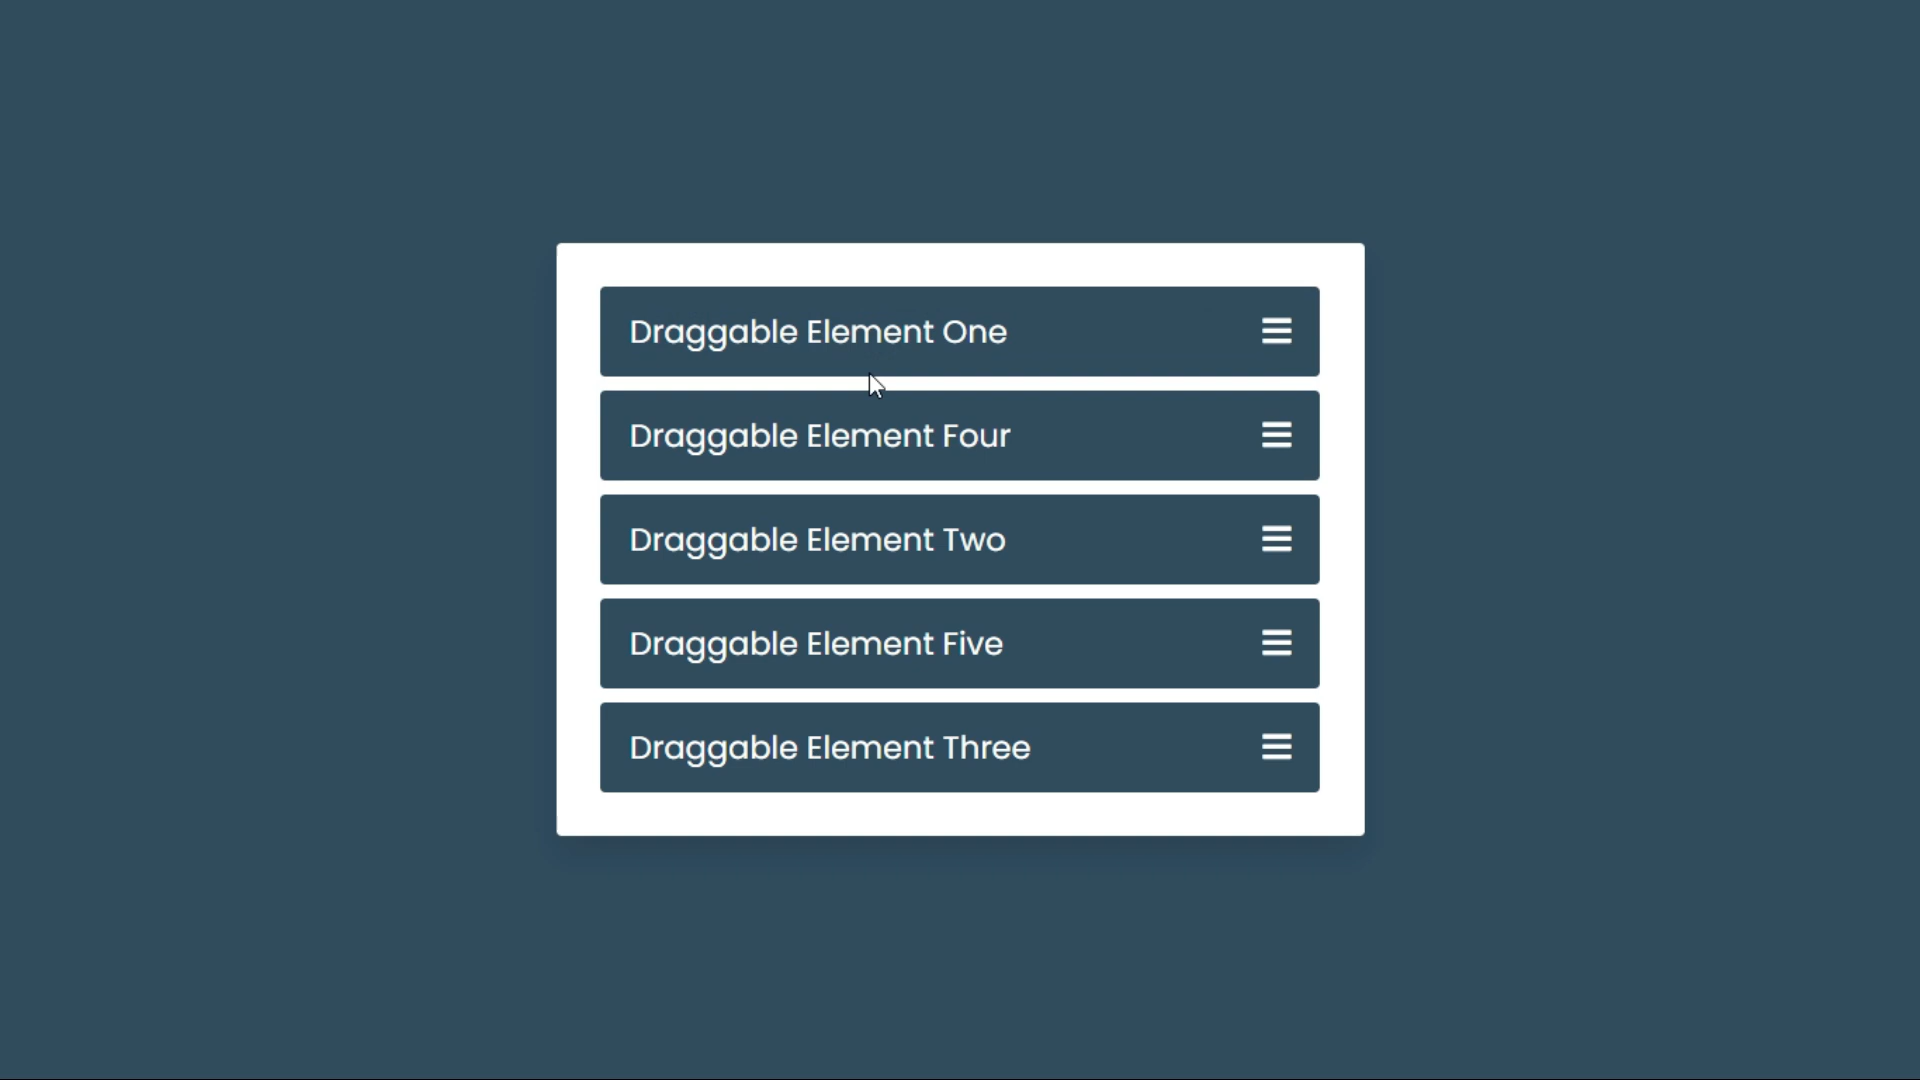 Draggable Element One
Draggable Element Four
Draggable Element Two
Draggable Element Five
Draggable Element Three